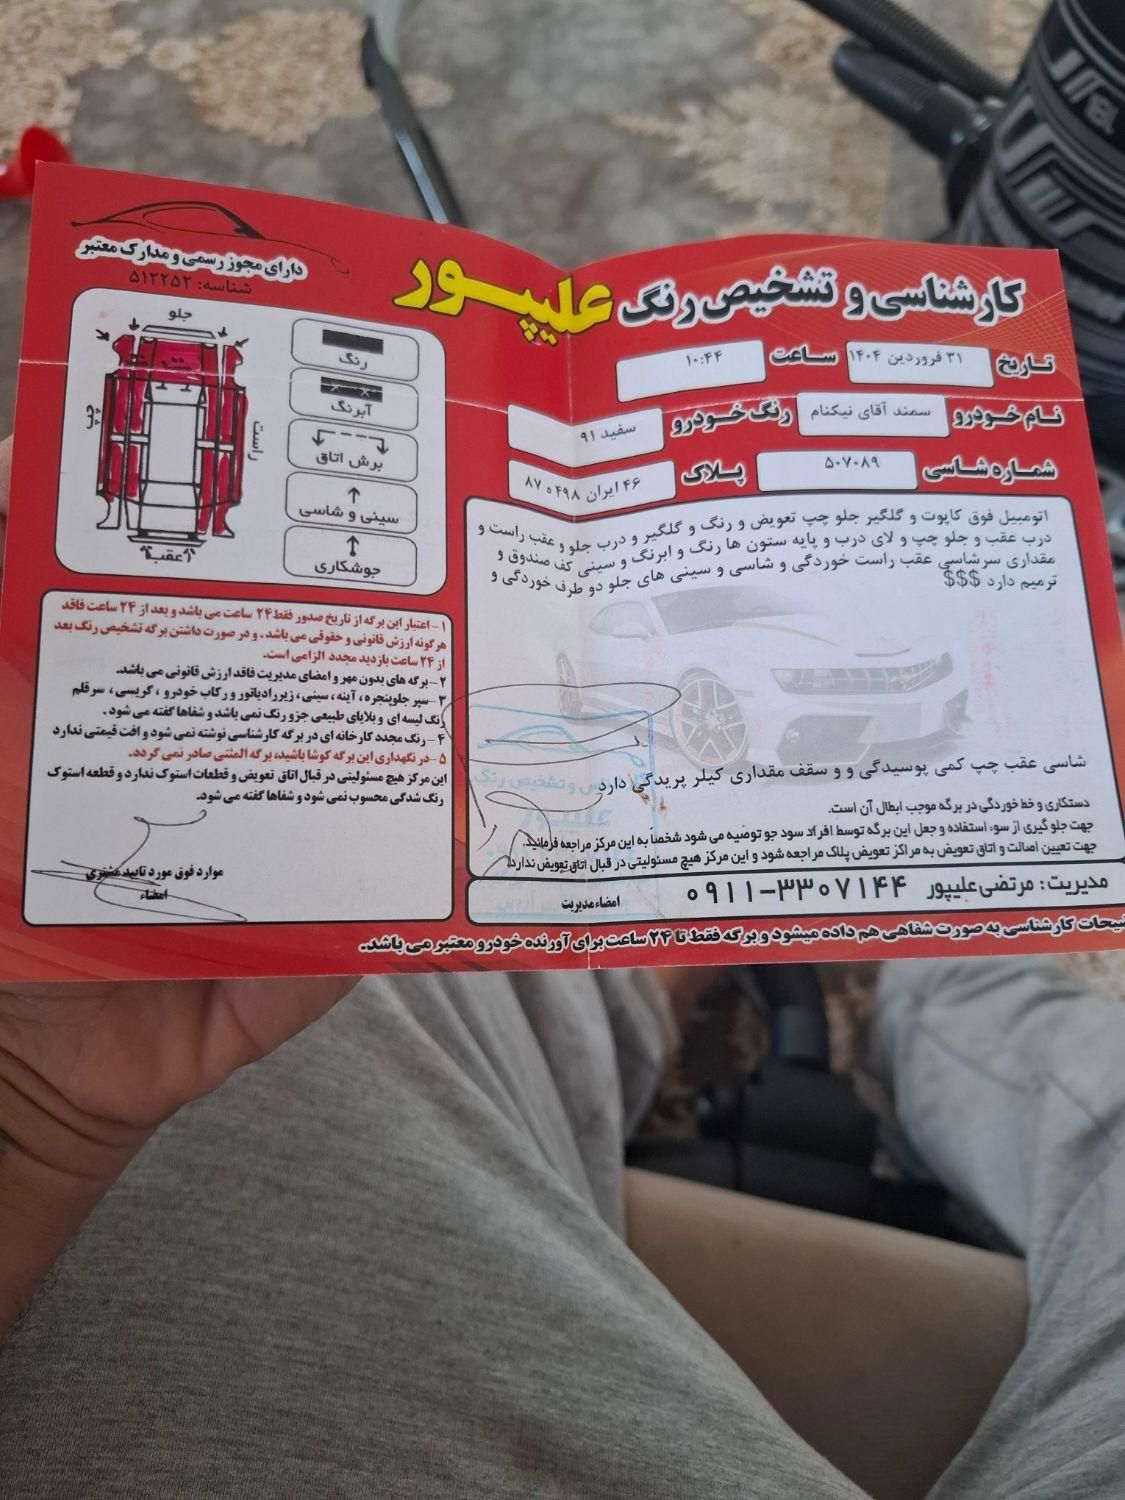 کارشناسی و تشخیص رنگ علیپور
تاریخ ۳۱ فروردین ۱۴۰۴ ساعت ۱۰:۴۴
نام خودرو سمند آقای نیکنام رنگ خودرو سفید ۹۱
شماره شاسی ۵۰۷۰۸۹ پلاک ۴۶ ایران ۴۹۸ ه ۸۷
اتومبیل فوق کاپوت و گلگیر جلو چپ تعویض و رنگ و گلگیر و درب جلو و عقب راست و
درب عقب و جلو چپ و لای درب و پایه ستون ها رنگ و ابرنگ و سینی کف صندوق و
مقداری سرشاسی عقب راست خوردگی و شاسی و سینی های جلو دو طرف خوردگی و
ترمیم دارد $$$
شاسی عقب چپ کمی پوسیدگی و و سقف مقداری کیلر پریدگی دارد
دستکاری و خط خوردگی در برگه موجب ابطال آن است.
جهت جلو گیری از سوء استفاده و جعل این برگه توسط افراد سود جو توصیه می شود شخصاً به این مرکز مراجعه فرمائید.
جهت تعیین اصالت و اتاق تعویض به مراکز تعویض پلاک مراجعه شود و این مرکز هیچ مسئولیتی در قبال اتاق تعویض ندارد.
مدیریت: مرتضی علیپور ۰۹۱۱-۳۳۰۷۱۴۴
امضاء مدیریت
دارای مجوز رسمی و مدارک معتبر
شناسه: ۵۱۲۲۵۲
جلو
چپ
راست
عقب
رنگ
آبرنگ
برش اتاق
سینی و شاسی
جوشکاری
۱- اعتبار این برگه از تاریخ صدور فقط ۲۴ ساعت می باشد و بعد از ۲۴ ساعت فاقد
هرگونه ارزش قانونی و حقوقی می باشد. و در صورت داشتن برگه تشخیص رنگ بعد
از ۲۴ ساعت بازدید مجدد الزامی است.
۲- برگه های بدون مهر و امضای مدیریت فاقد ارزش قانونی می باشد.
۳- سپر جلوپنجره، آینه، سینی، زیررادیاتور و رکاب خودرو، گریسی، سرقلم
رنگ لیسه ای و بلایای طبیعی جزو رنگ نمی باشد و شفاها گفته می شود.
۴- رنگ مجدد کارخانه ای در برگه کارشناسی نوشته نمی شود و افت قیمتی ندارد
۵- در نگهداری این برگه کوشا باشید، برگه المثنی صادر نمی گردد.
این مرکز هیچ مسئولیتی در قبال اتاق تعویض و قطعات استوک ندارد و قطعه استوک
رنگ شدگی محسوب نمی شود و شفاها گفته می شود.
موارد فوق مورد تایید مشتری
امضاء
ضیحات کارشناسی به صورت شفاهی هم داده میشود و برگه فقط تا ۲۴ ساعت برای آورنده خودرو معتبر می باشد.